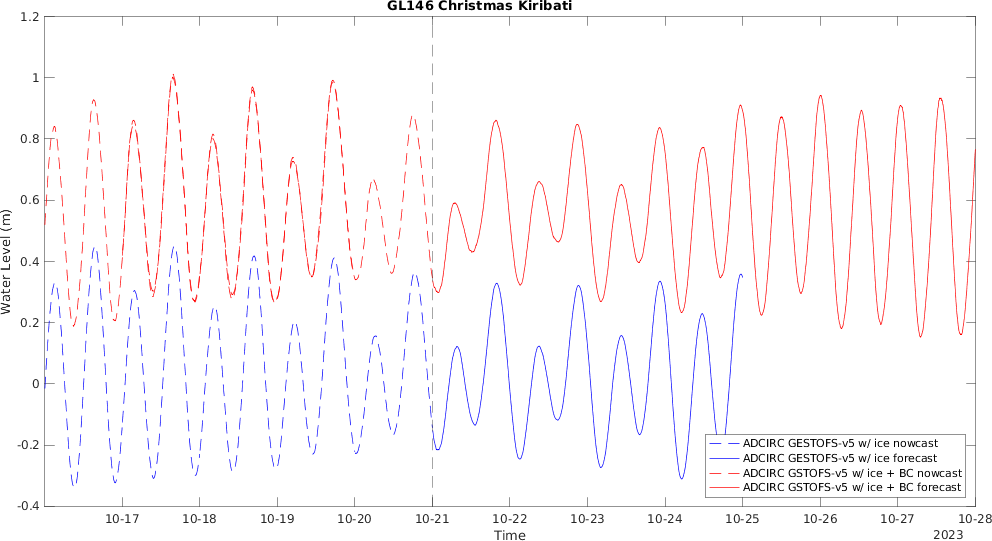 GL146 Christmas Kiribati
1.2
1
0.8
0.6
0.4
0.2
0
-0.2
-0.4
Water Level (m)
ADCIRC GESTOFS-v5 w/ ice nowcast
ADCIRC GESTOFS-v5 w/ ice forecast
ADCIRC GSTOFS-v5 w/ ice + BC nowcast
ADCIRC GSTOFS-v5 w/ ice + BC forecast
10-17 10-18 10-19 10-20 10-21 10-22 10-23 10-24 10-25 10-26 10-27 10-28
Time
2023